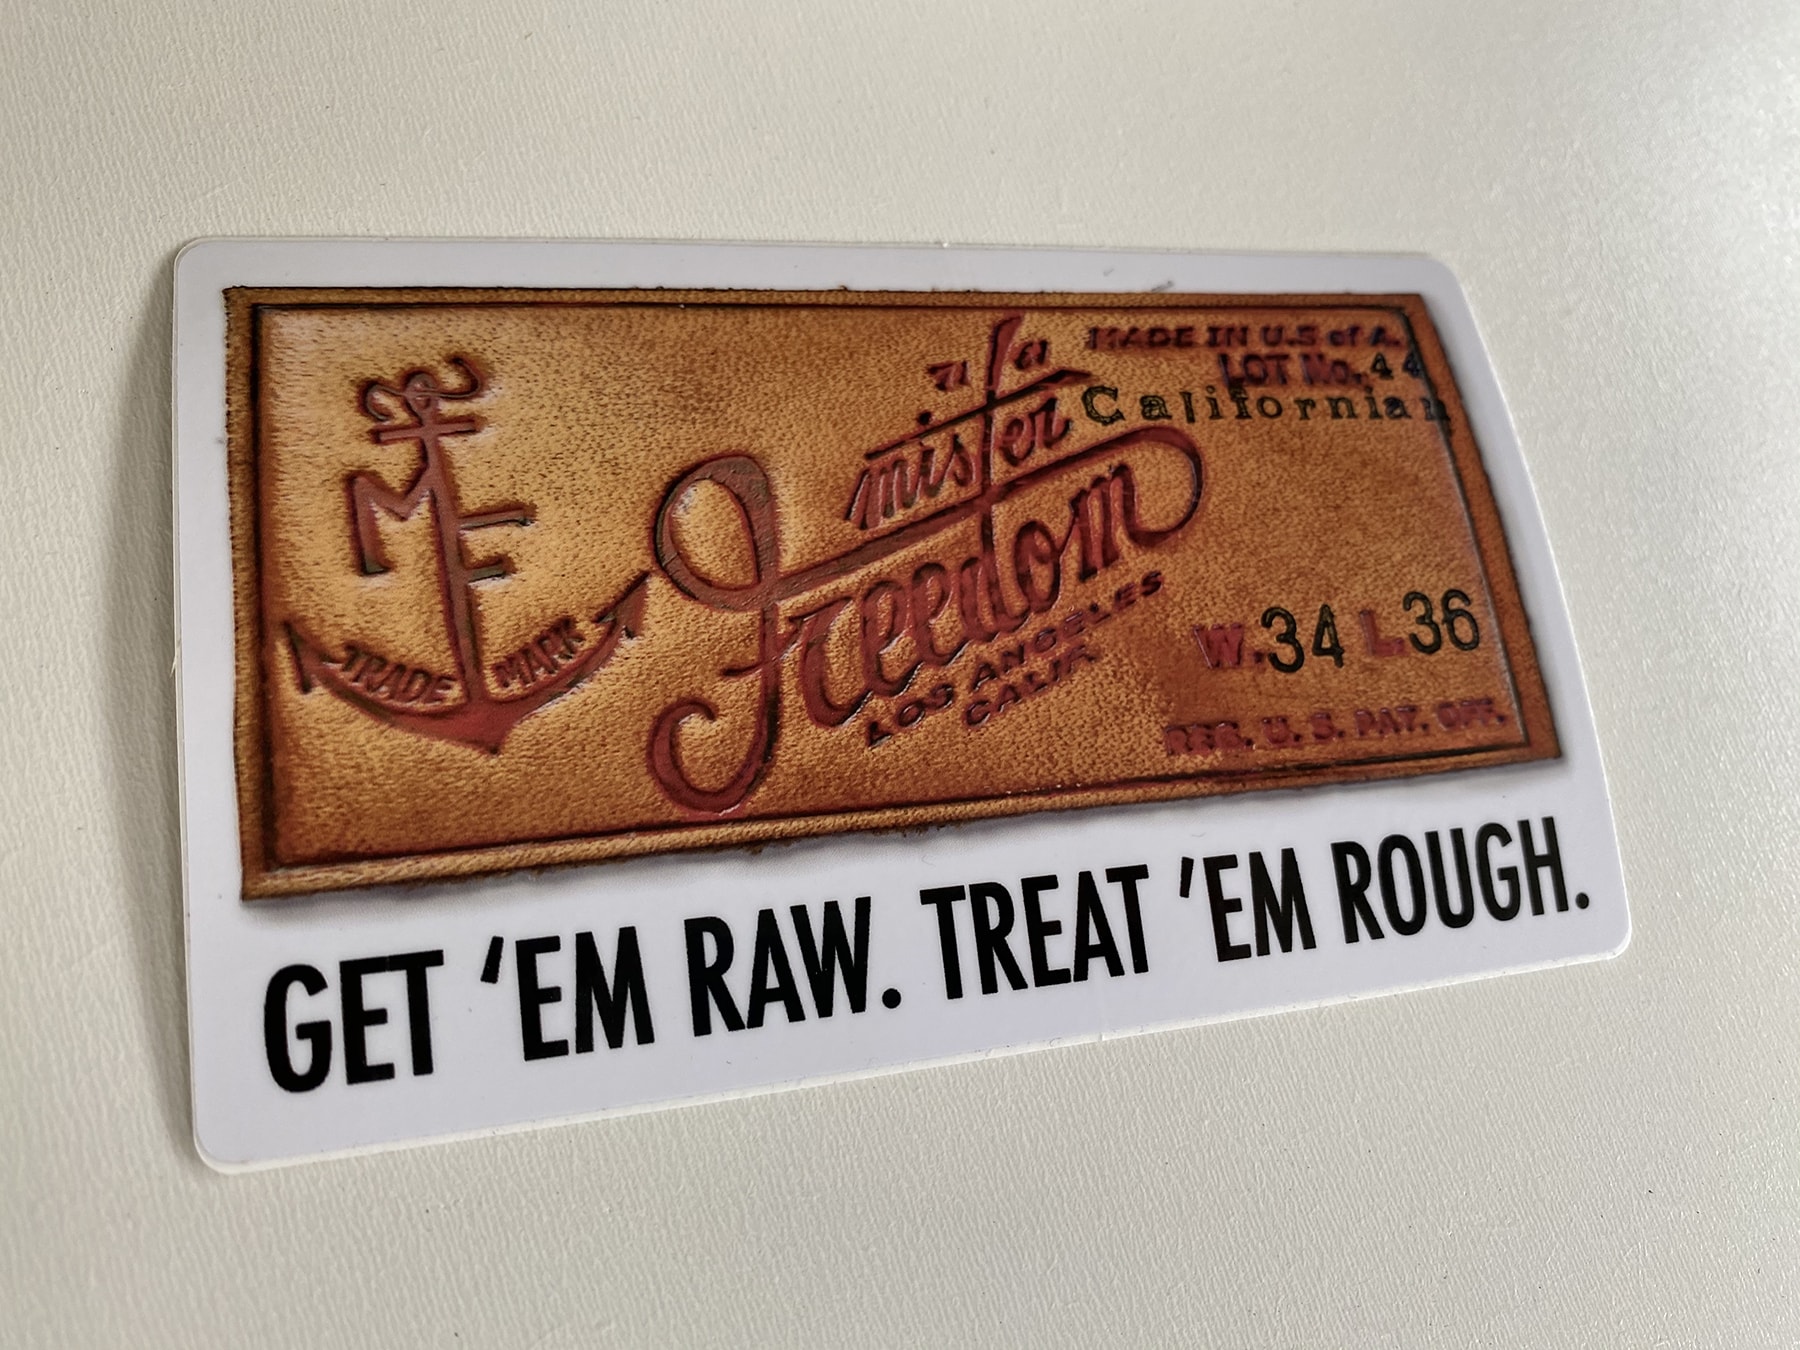 MF
TRADE MARK
mister
Freedom
LOS ANGELES
CALIF.
MADE IN U.S of A.
LOT No. 44
Californian
W.34 L.36
REG. U. S. PAT. OFF.
GET 'EM RAW. TREAT 'EM ROUGH.